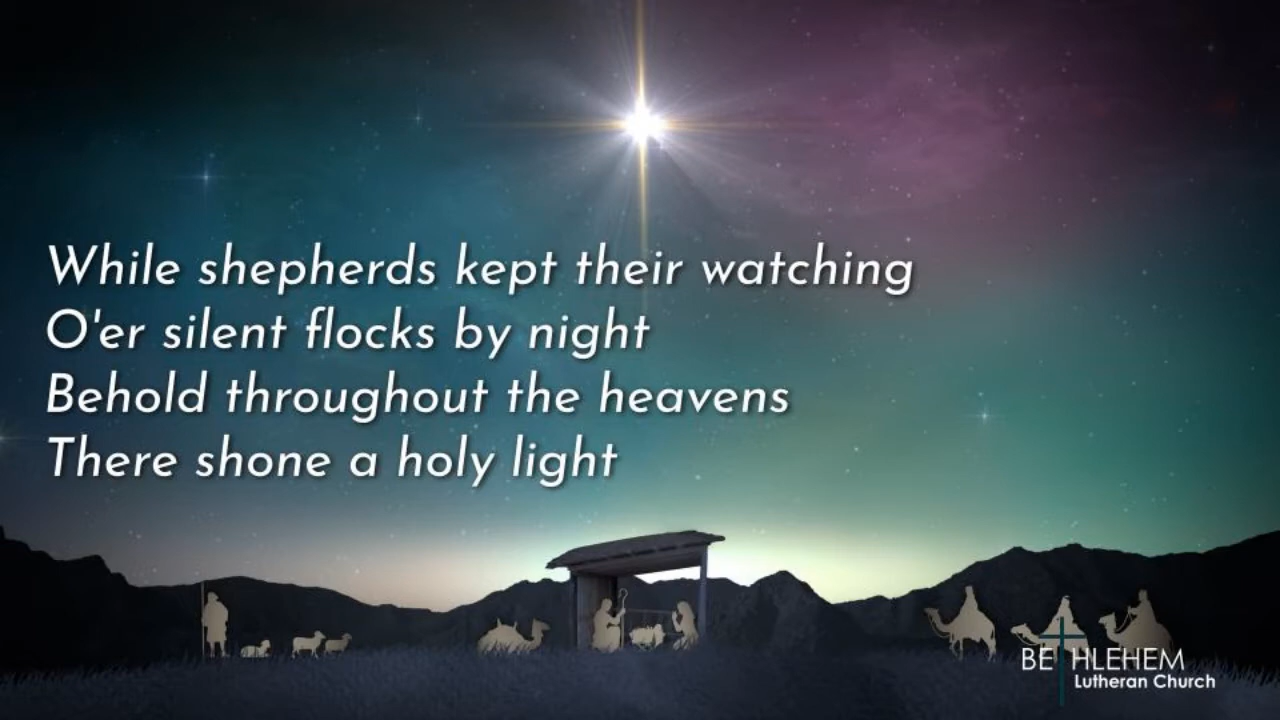 While shepherds kept their watching
O'er silent flocks by night
Behold throughout the heavens
There shone a holy light
BETHLEHEM
Lutheran Church